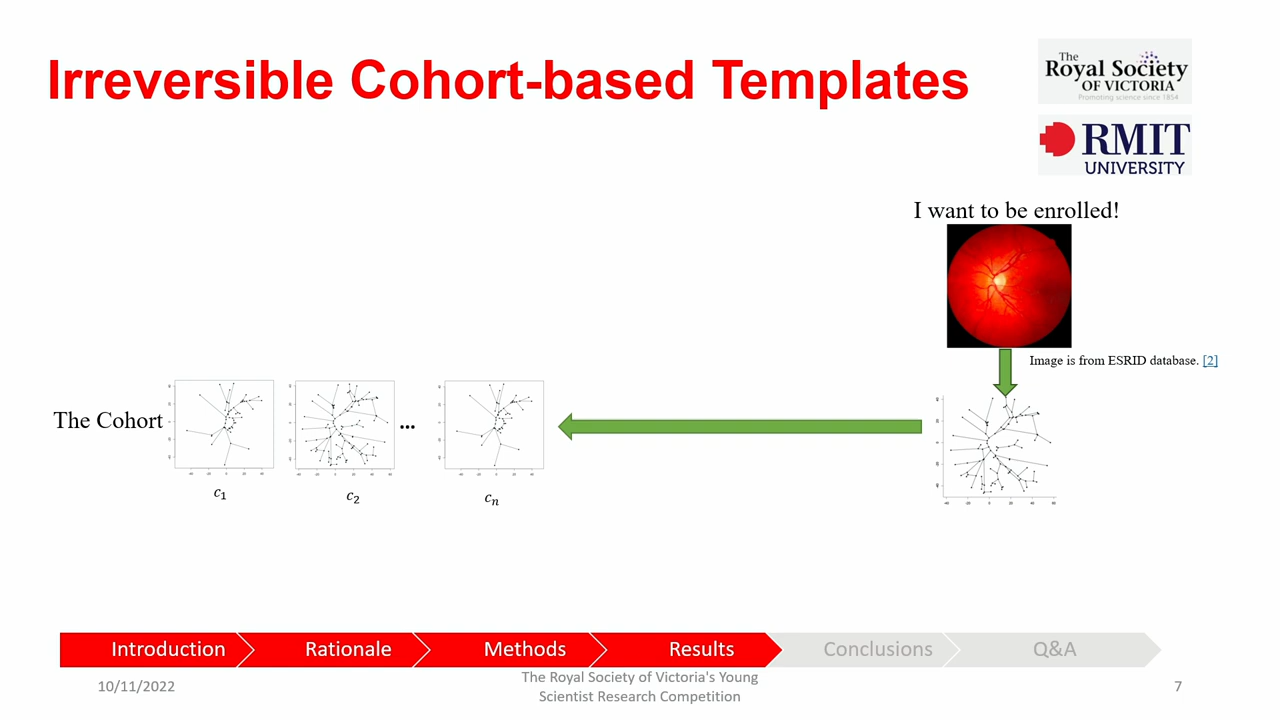 Irreversible Cohort-based Templates
The
Royal Society
OF VICTORIA
Promoting science since 1854
RMIT
UNIVERSITY
I want to be enrolled!
Image is from ESRID database. [2]
The Cohort
...
c1
c2
cn
Introduction
Rationale
Methods
Results
Conclusions
Q&A
10/11/2022
The Royal Society of Victoria's Young
Scientist Research Competition
7